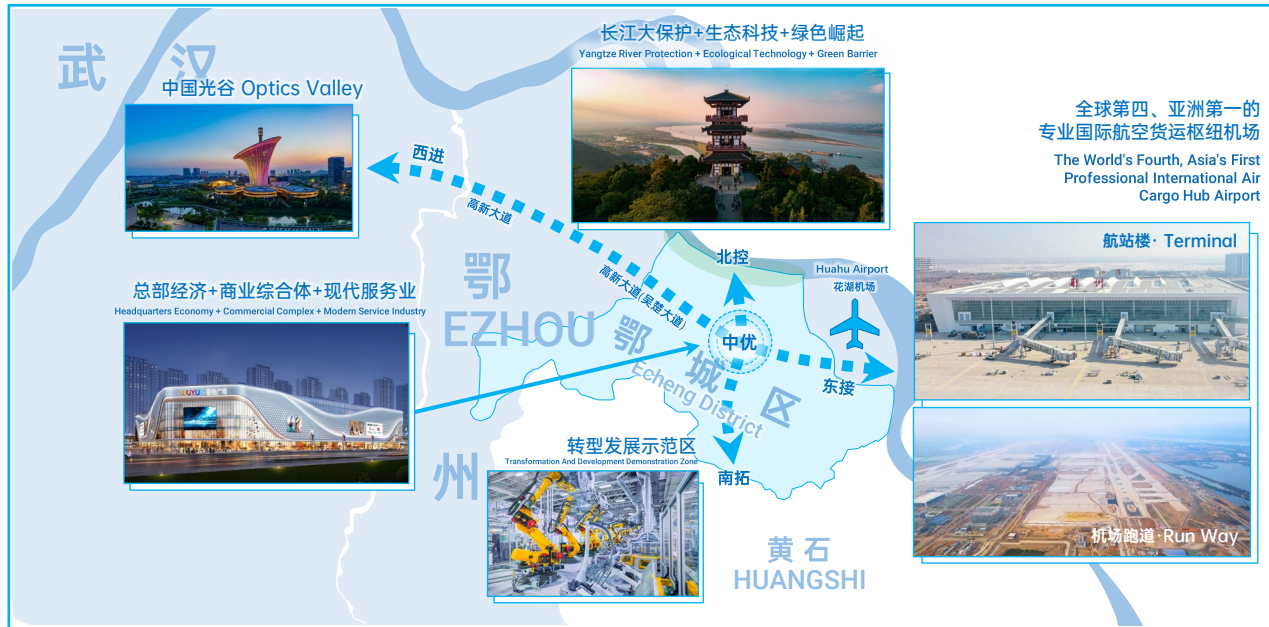 武汉
中国光谷 Optics Valley
长江大保护+生态科技+绿色崛起
Yangtze River Protection + Ecological Technology + Green Barrier
全球第四、亚洲第一的
专业国际航空货运枢纽机场
The World's Fourth, Asia's First
Professional International Air
Cargo Hub Airport
西进
高新大道
高新大道(吴楚大道)
北控
Huahu Airport
花湖机场
航站楼· Terminal
鄂州
总部经济+商业综合体+现代服务业
Headquarters Economy + Commercial Complex + Modern Service Industry
WUYU
鄂
EZHOU
中优
鄂城区
Echeng District
东接
南拓
转型发展示范区
Transformation And Development Demonstration Zone
州
机场跑道·Run Way
黄石
HUANGSHI